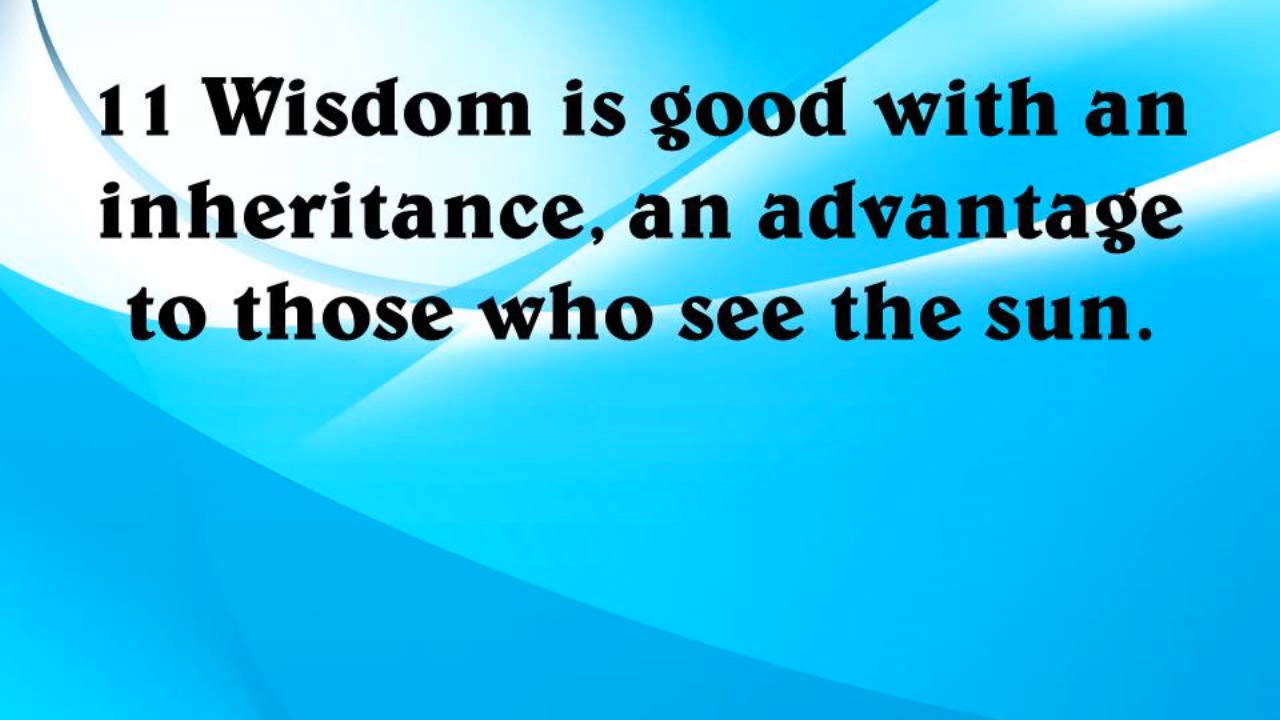 11 Wisdom is good with an
inheritance, an advantage
to those who see the sun.